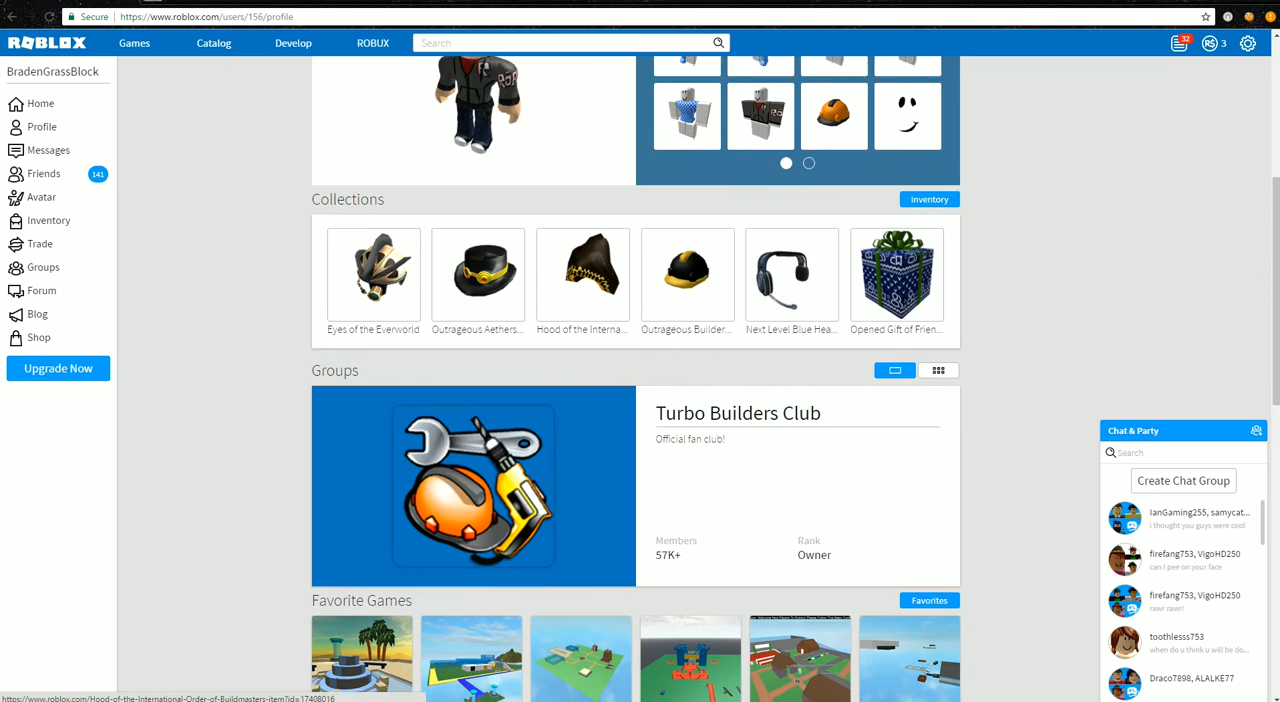 Secure https://www.roblox.com/users/156/profile
ROBLOX Games Catalog Develop ROBUX Search 32 R$ 3
BradenGrassBlock
Home
Profile
Messages
Friends 141
Avatar
Inventory
Trade
Groups
Forum
Blog
Shop
Upgrade Now
Collections Inventory
Eyes of the Everworld Outrageous Aethers... Hood of the Interna... Outrageous Builder... Next Level Blue Hea... Opened Gift of Frien...
Groups
Turbo Builders Club
Official fan club!
Members Rank
57K+ Owner
Favorite Games Favorites
Chat & Party
Search
Create Chat Group
IanGaming255, samycat...
i thought you guys were cool
firefang753, VigoHD250
can I pee on your face
firefang753, VigoHD250
rawr rawr!
toothlesss753
when do u think u will be do...
Draco7898, ALALKE77
https://www.roblox.com/Hood-of-the-International-Order-of-Buildmasters-item?id=17408016